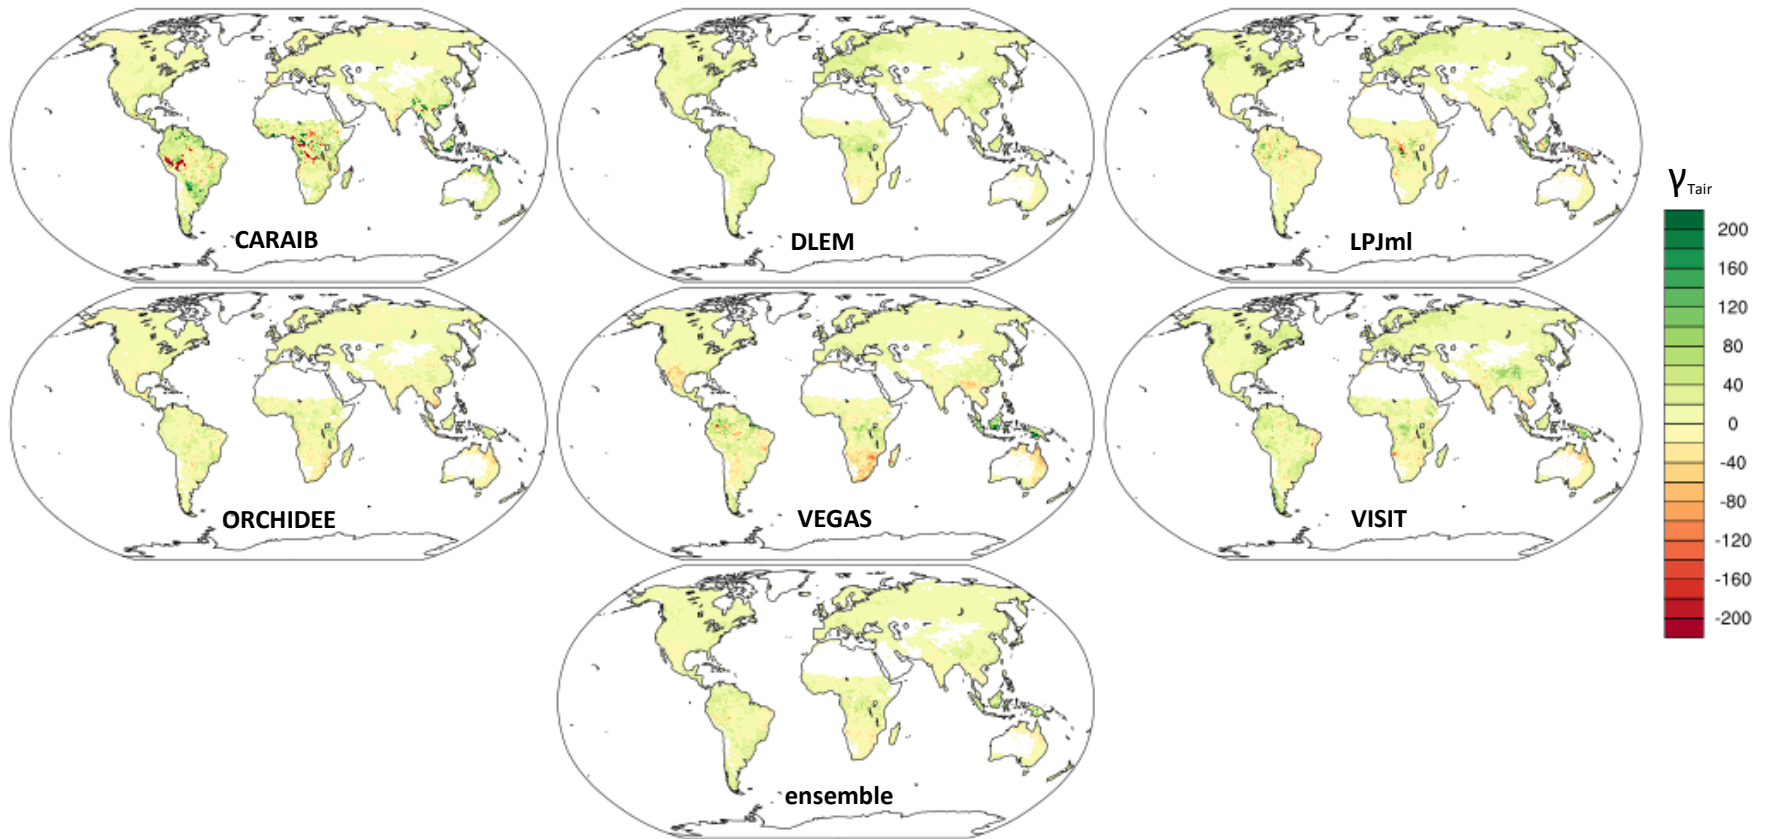 CARAIB
DLEM
LPJml
ORCHIDEE
VEGAS
VISIT
ensemble
γTair
200
160
120
80
40
0
-40
-80
-120
-160
-200